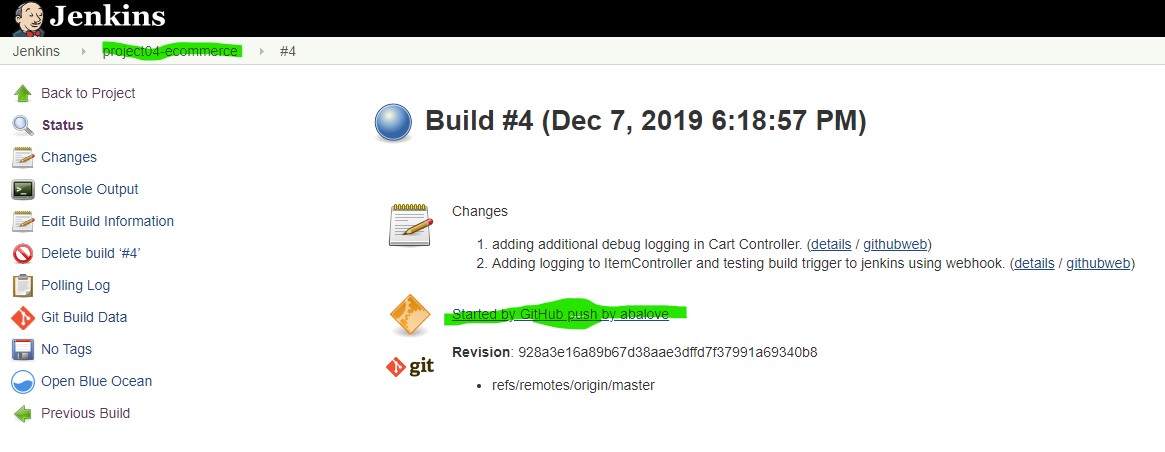 Jenkins
Jenkins project04-ecommerce #4
Back to Project
Status
Changes
Console Output
Edit Build Information
Delete build ‘#4’
Polling Log
Git Build Data
No Tags
Open Blue Ocean
Previous Build
Build #4 (Dec 7, 2019 6:18:57 PM)
Changes
1. adding additional debug logging in Cart Controller. (details / githubweb)
2. Adding logging to ItemController and testing build trigger to jenkins using webhook. (details / githubweb)
Started by GitHub push by abalove
git
Revision: 928a3e16a89b67d38aae3dffd7f37991a69340b8
• refs/remotes/origin/master